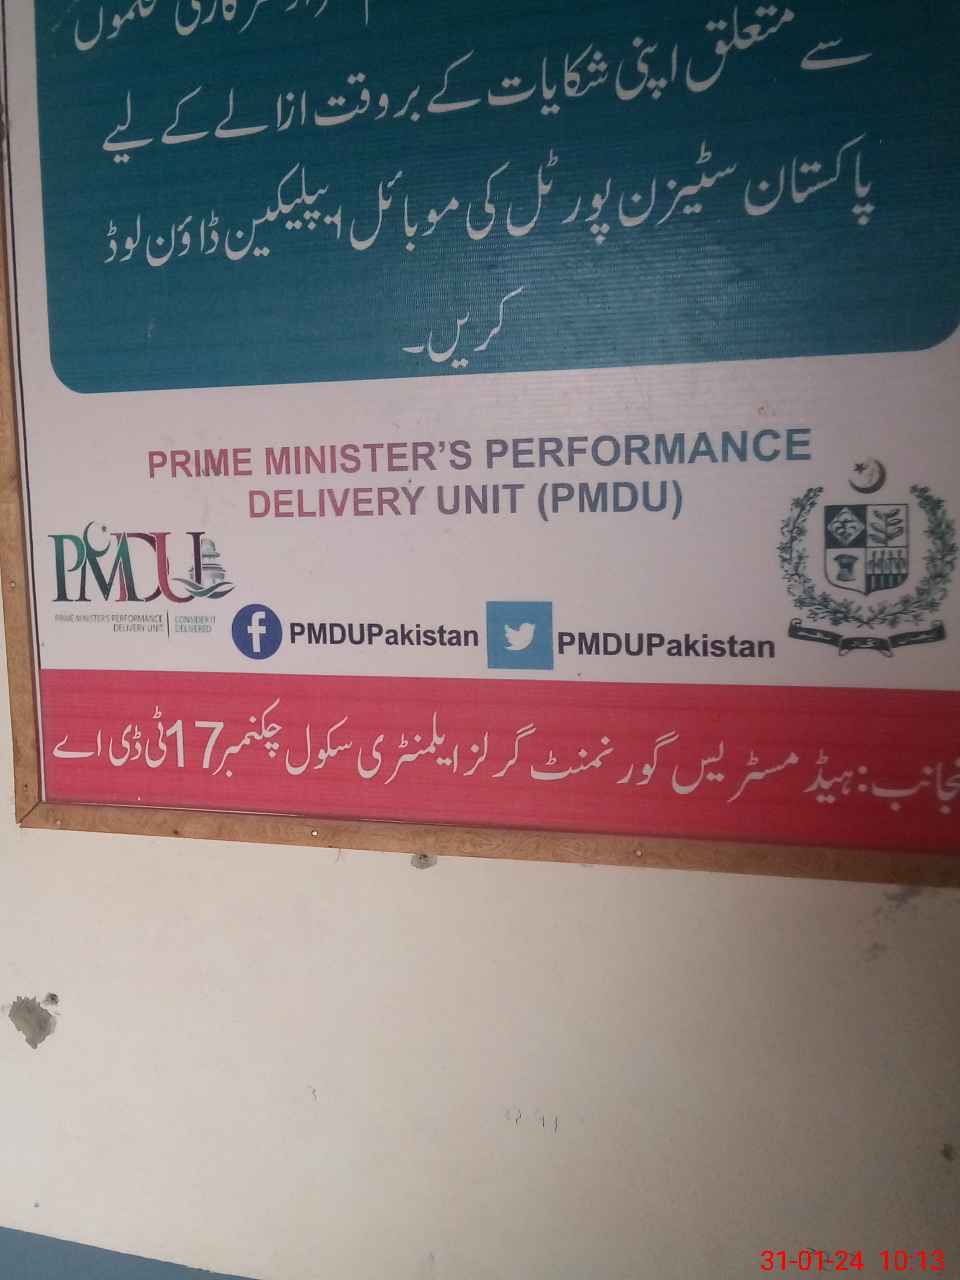 محکموں
سے متعلق اپنی شکایات کے بروقت ازالے کے لیے
پاکستان سٹیزن پورٹل کی موبائل ایپلیکین ڈاؤن لوڈ
کریں۔
PRIME MINISTER'S PERFORMANCE
DELIVERY UNIT (PMDU)
PMDU
PRIME MINISTER'S PERFORMANCE
DELIVERY UNIT
CONSIDER IT
DELIVERED
PMDUPakistan
PMDUPakistan
منجانب: ہیڈ مسٹریس گورنمنٹ گرلز ایلمنٹری سکول چکنمبر 17 ٹی ڈی اے
31-01-24 10:13